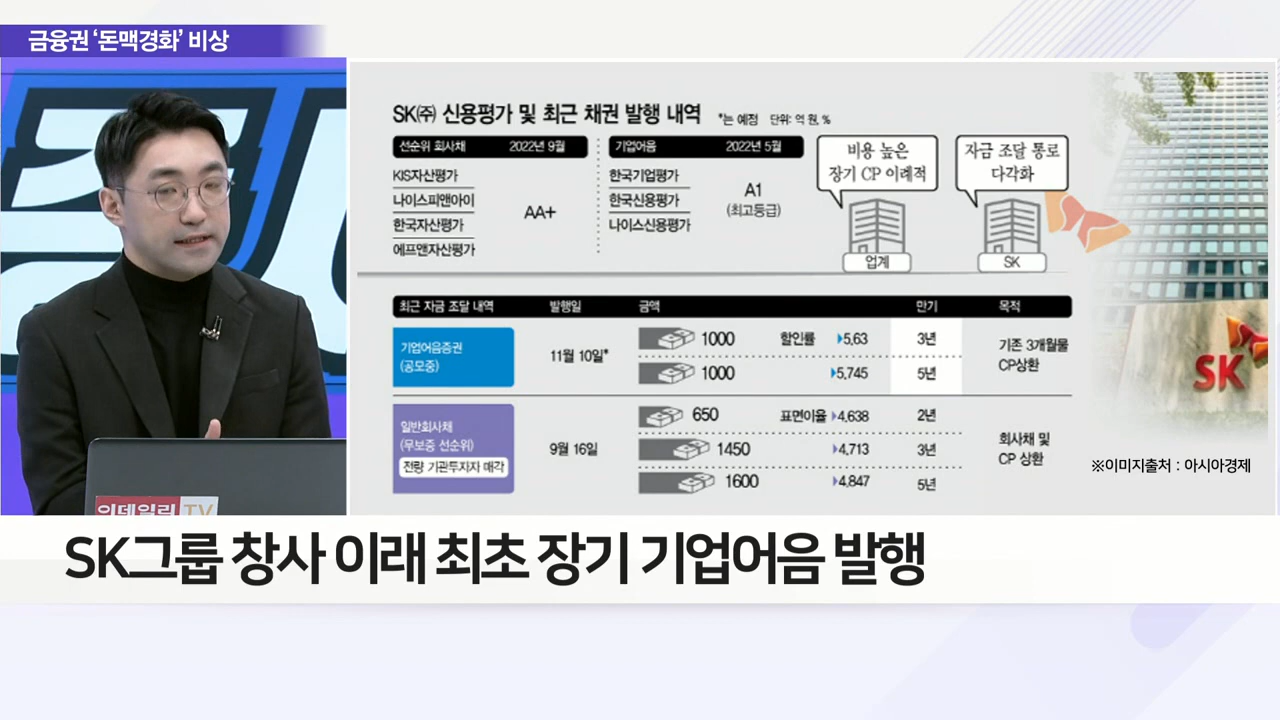 금융권 ‘돈맥경화’ 비상
SK㈜ 신용평가 및 최근 채권 발행 내역 *는 예정 단위: 억 원, %
선순위 회사채 2022년 9월
KIS자산평가
나이스피앤아이
한국자산평가
에프앤자산평가
AA+
기업어음 2022년 5월
한국기업평가
한국신용평가
나이스신용평가
A1
(최고등급)
비용 높은
장기 CP 이례적
업계
자금 조달 통로
다각화
SK
최근 자금 조달 내역 발행일 금액 만기 목적
기업어음증권
(공모중)
11월 10일*
1000 할인률 5,63 3년
1000 5,745 5년
기존 3개월물
CP상환
일반회사채
(무보증 선순위)
전량 기관투자자 매각
9월 16일
650 표면이율 4,638 2년
1450 4,713 3년
1600 4,847 5년
회사채 및
CP 상환
SK
※이미지출처 : 아시아경제
이데일리 TV
SK그룹 창사 이래 최초 장기 기업어음 발행